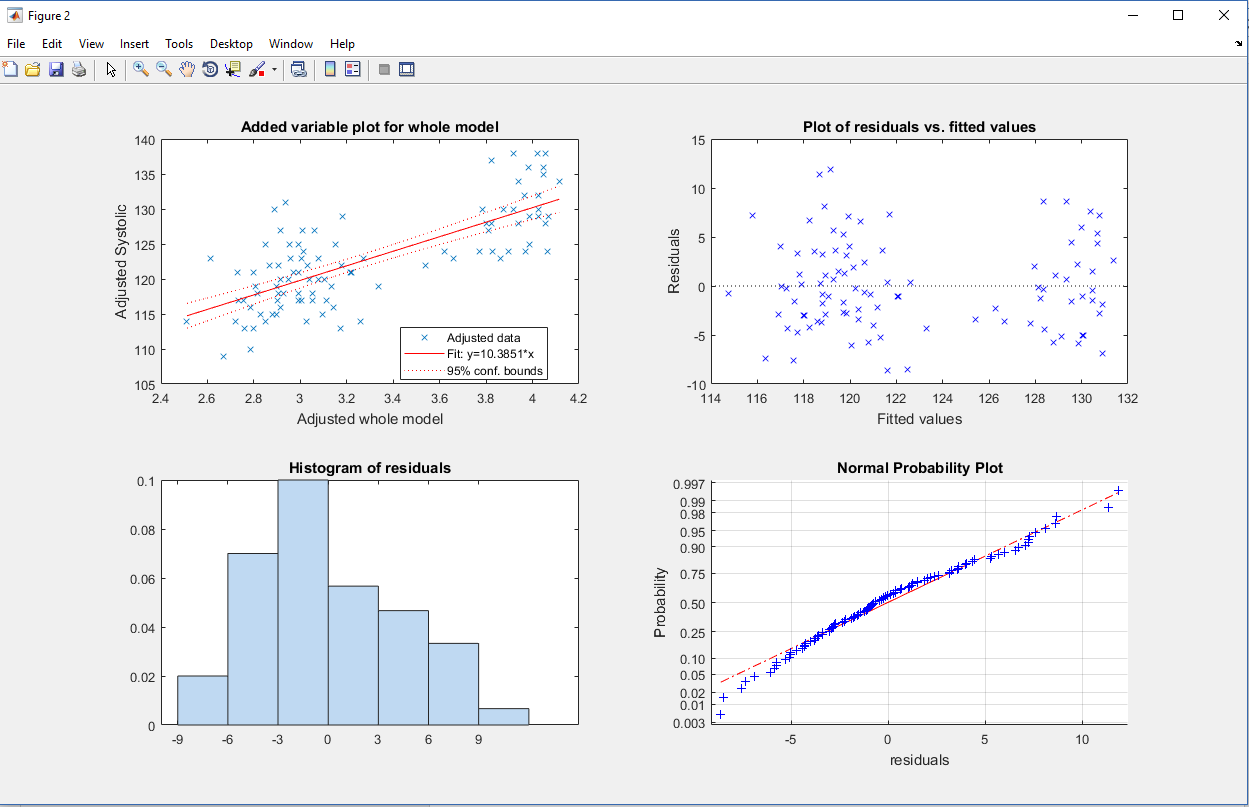 Figure 2
File Edit View Insert Tools Desktop Window Help
Added variable plot for whole model
140
135
130
125
120
115
110
105
Adjusted Systolic
2.4 2.6 2.8 3 3.2 3.4 3.6 3.8 4 4.2
Adjusted whole model
Adjusted data
Fit: y=10.3851*x
95% conf. bounds
Plot of residuals vs. fitted values
15
10
5
0
-5
-10
Residuals
114 116 118 120 122 124 126 128 130 132
Fitted values
Histogram of residuals
0.1
0.08
0.06
0.04
0.02
0
-9 -6 -3 0 3 6 9
Normal Probability Plot
0.997
0.99
0.98
0.95
0.90
0.75
0.50
0.25
0.10
0.05
0.02
0.01
0.003
Probability
-5 0 5 10
residuals